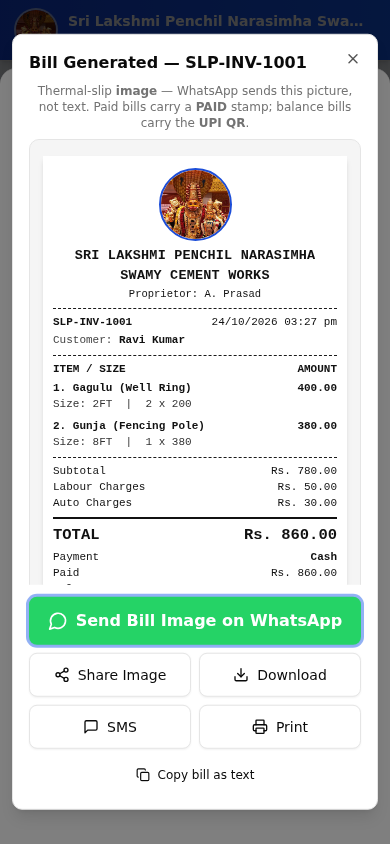 Sri Lakshmi Penchil Narasimha Swa...
Bill Generated — SLP-INV-1001
Thermal-slip image — WhatsApp sends this picture,
not text. Paid bills carry a PAID stamp; balance bills
carry the UPI QR.
SRI LAKSHMI PENCHIL NARASIMHA
SWAMY CEMENT WORKS
Proprietor: A. Prasad
SLP-INV-1001 24/10/2026 03:27 pm
Customer: Ravi Kumar
ITEM / SIZE AMOUNT
1. Gagulu (Well Ring) 400.00
Size: 2FT | 2 x 200
2. Gunja (Fencing Pole) 380.00
Size: 8FT | 1 x 380
Subtotal Rs. 780.00
Labour Charges Rs. 50.00
Auto Charges Rs. 30.00
TOTAL Rs. 860.00
Payment Cash
Paid Rs. 860.00
Send Bill Image on WhatsApp
Share Image Download
SMS Print
Copy bill as text